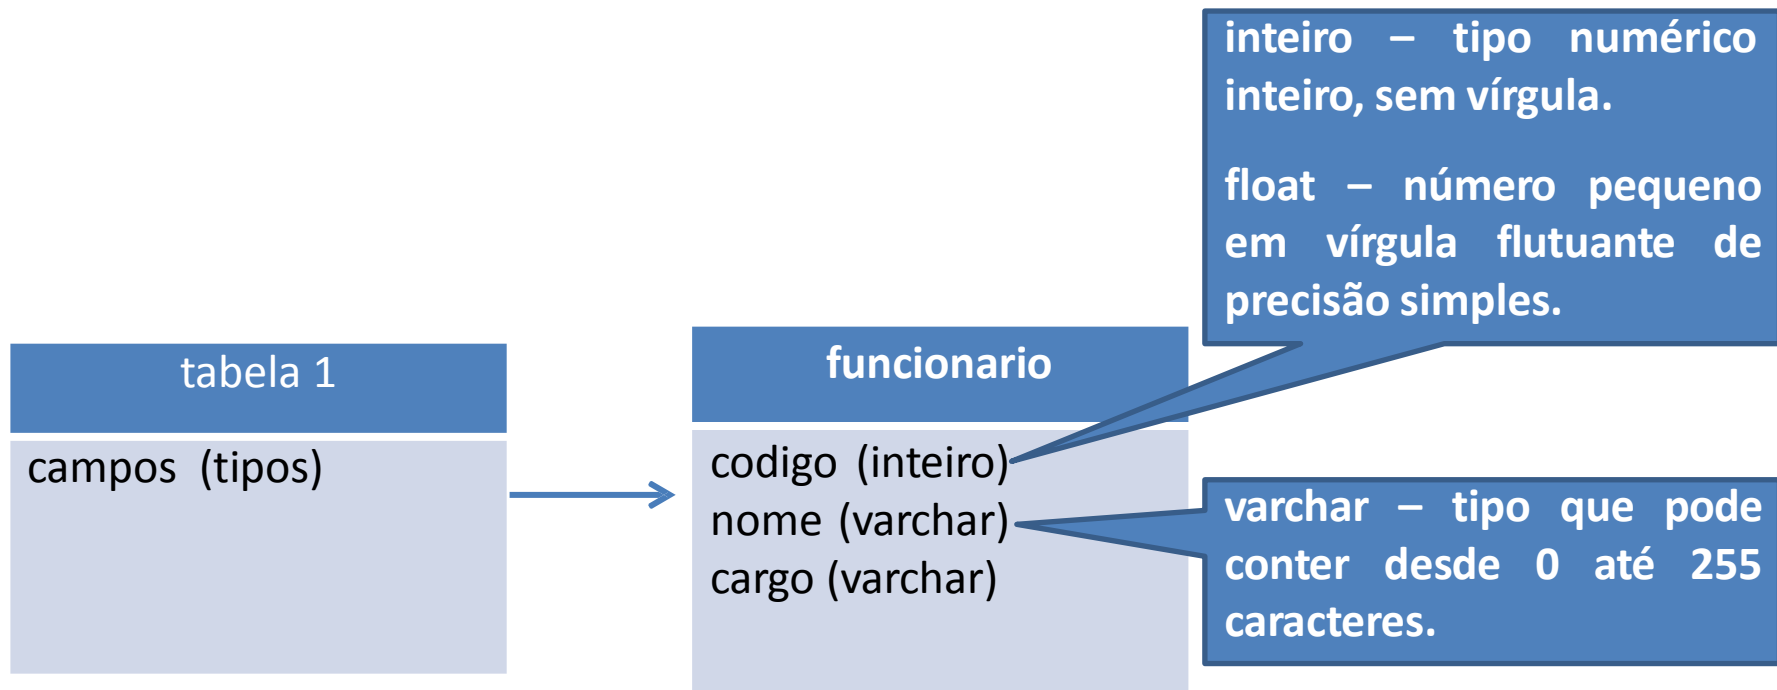 inteiro – tipo numérico
inteiro, sem vírgula.
float – número pequeno
em vírgula flutuante de
precisão simples.
tabela 1
campos (tipos)
funcionario
codigo (inteiro)
nome (varchar)
cargo (varchar)
varchar – tipo que pode
conter desde 0 até 255
caracteres.